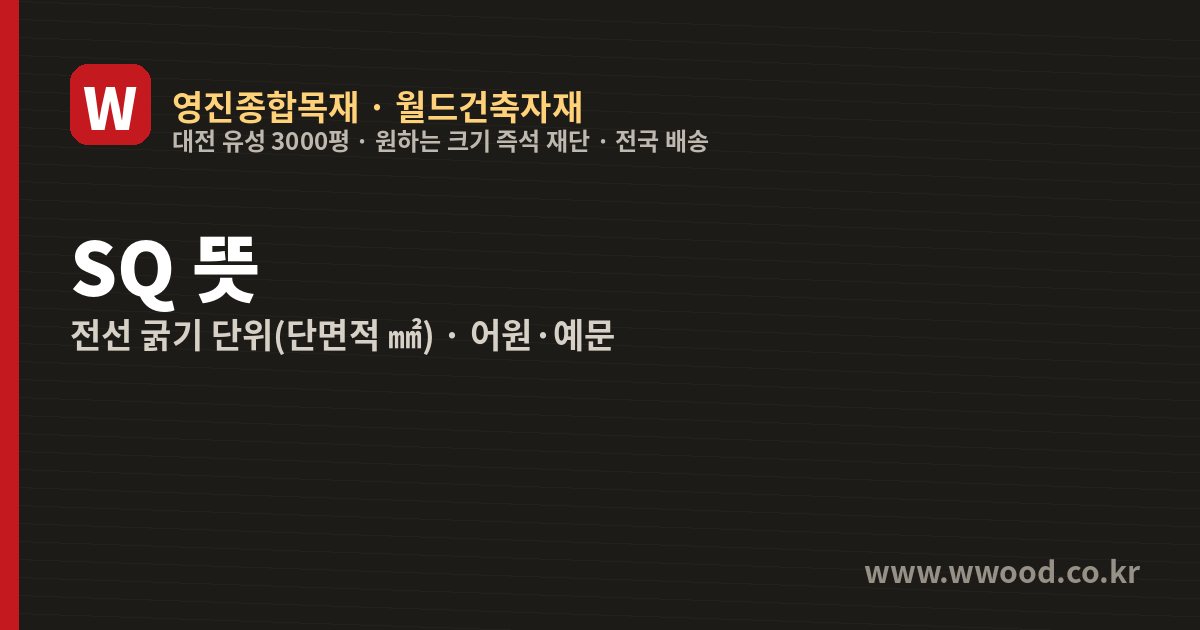 W
영진종합목재 · 월드건축자재
대전 유성 3000평 · 원하는 크기 즉석 재단 · 전국 배송
SQ 뜻
전선 굵기 단위(단면적 ㎟) · 어원·예문
www.wwood.co.kr